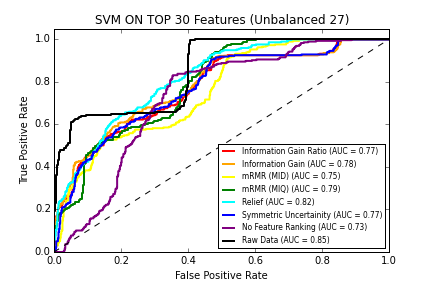 SVM ON TOP 30 Features (Unbalanced 27)
1.0
0.8
0.6
0.4
0.2
0.0
True Positive Rate
Information Gain Ratio (AUC = 0.77)
Information Gain (AUC = 0.78)
mRMR (MID) (AUC = 0.75)
mRMR (MIQ) (AUC = 0.79)
Relief (AUC = 0.82)
Symmetric Uncertainity (AUC = 0.77)
No Feature Ranking (AUC = 0.73)
Raw Data (AUC = 0.85)
0.0 0.2 0.4 0.6 0.8 1.0
False Positive Rate